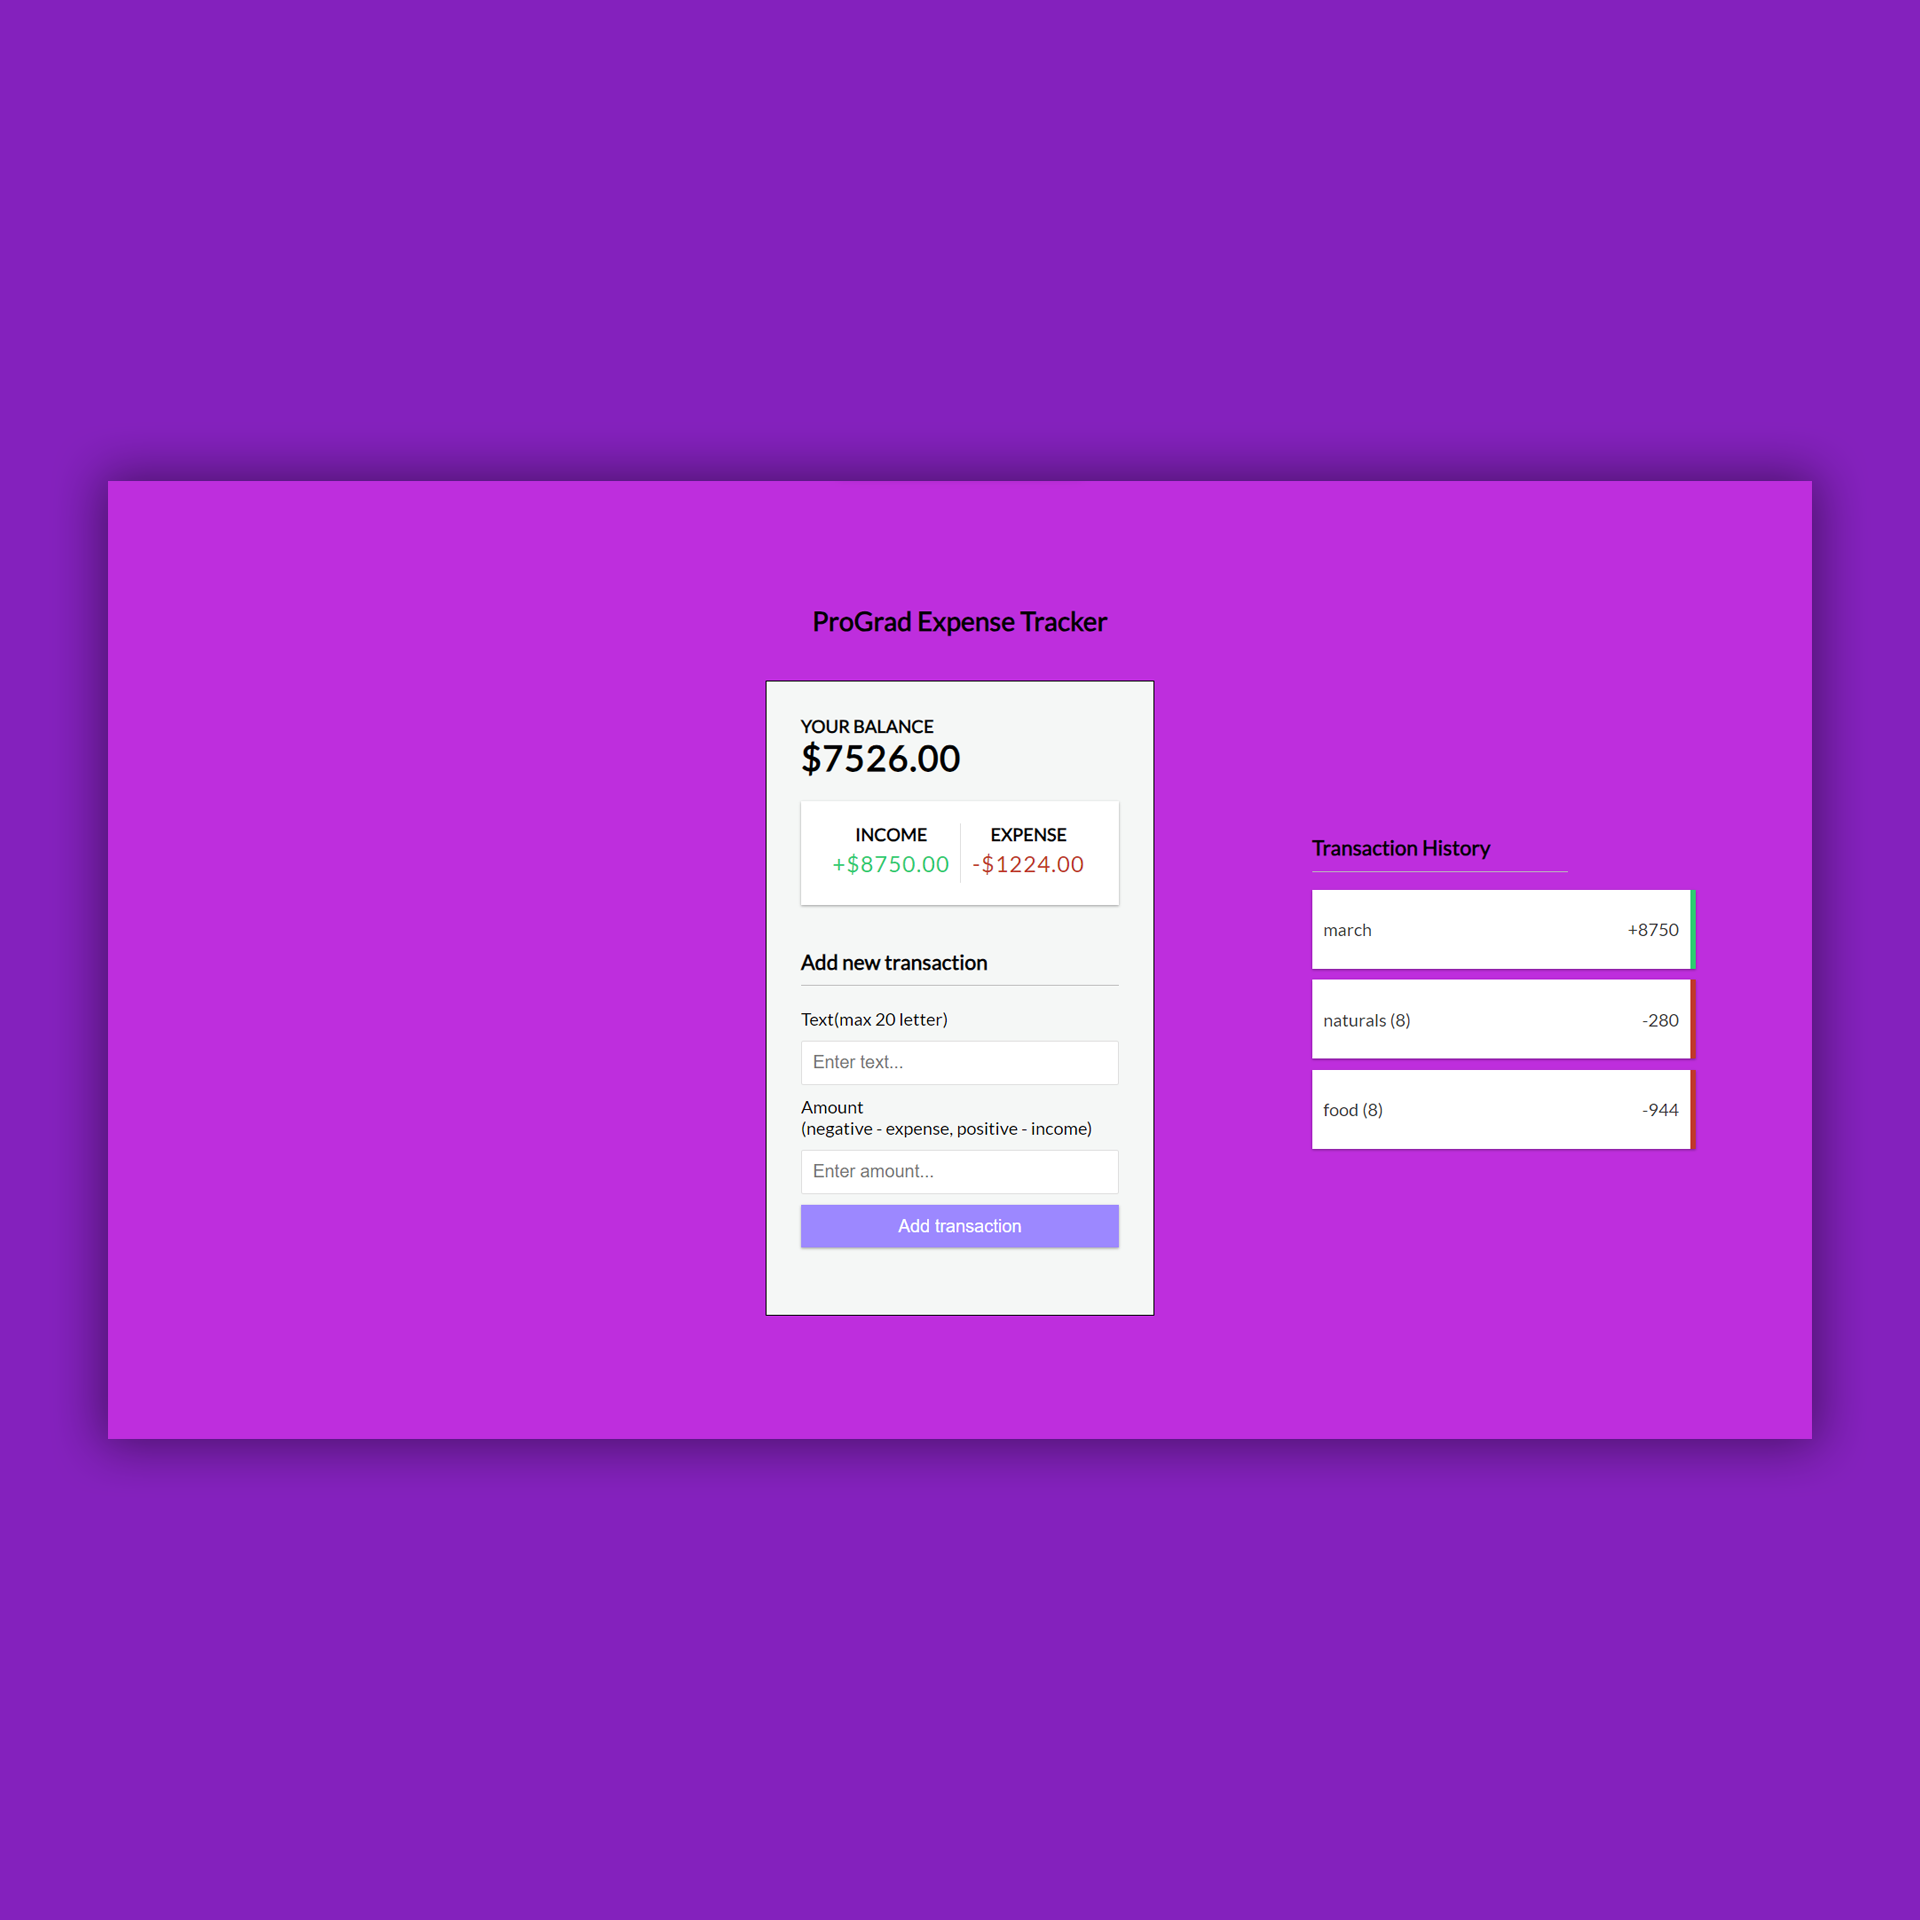 ProGrad Expense Tracker
YOUR BALANCE
$7526.00
INCOME
+$8750.00
EXPENSE
-$1224.00
Add new transaction
Text(max 20 letter)
Enter text...
Amount
(negative - expense, positive - income)
Enter amount...
Add transaction
Transaction History
march +8750
naturals (8) -280
food (8) -944